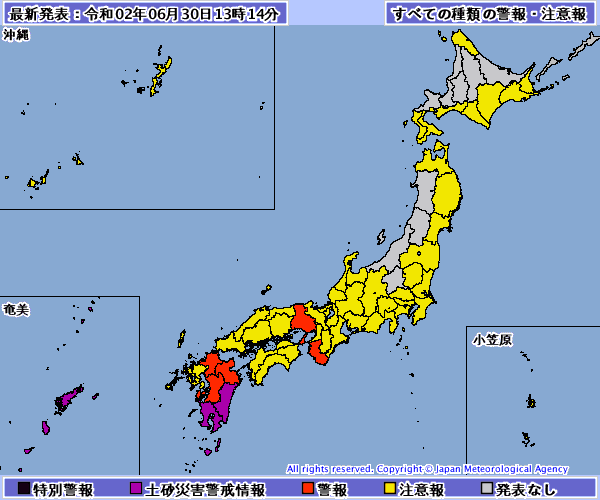 最新発表：令和02年06月30日13時14分
すべての種類の警報・注意報
沖縄
奄美
小笠原
All rights reserved. Copyright © Japan Meteorological Agency
特別警報 土砂災害警戒情報 警報 注意報 発表なし